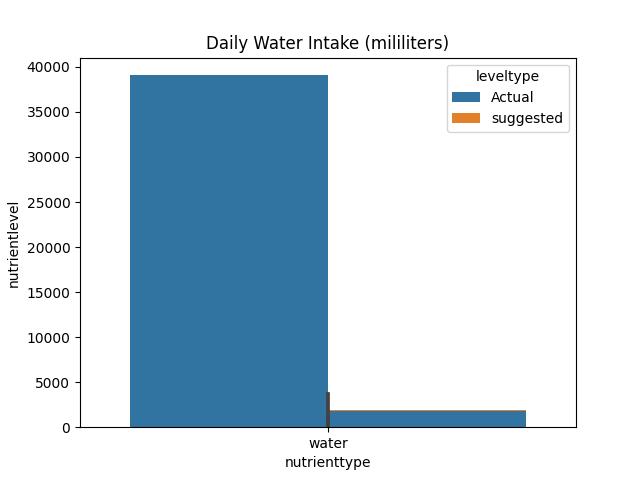 Daily Water Intake (mililiters)
leveltype
Actual
suggested
nutrientlevel
40000
35000
30000
25000
20000
15000
10000
5000
0
water
nutrienttype